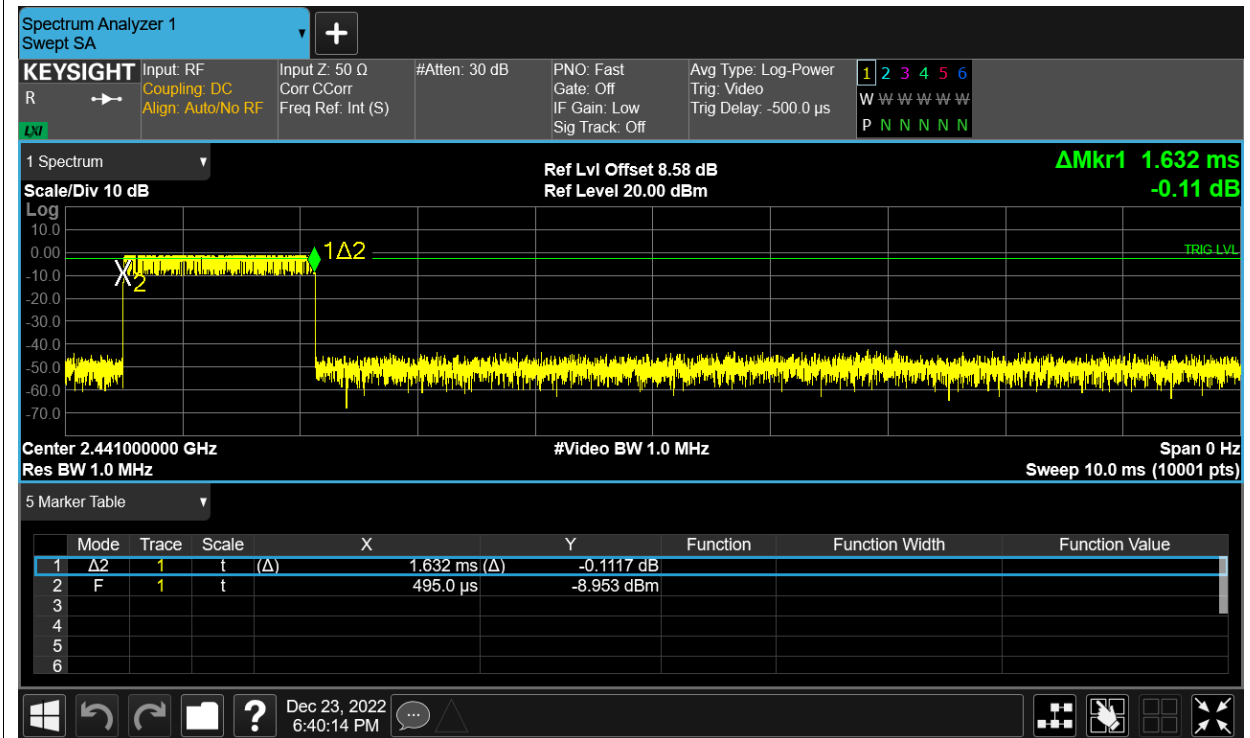 Spectrum Analyzer 1
Swept SA
KEYSIGHT Input: RF Input Z: 50 Ω #Atten: 30 dB PNO: Fast Avg Type: Log-Power 1 2 3 4 5 6
R Coupling: DC Corr CCorr Gate: Off Trig: Video W W W W W W
Align: Auto/No RF Freq Ref: Int (S) IF Gain: Low Trig Delay: -500.0 µs
LXI Sig Track: Off P N N N N N
1 Spectrum Ref Lvl Offset 8.58 dB ΔMkr1 1.632 ms
Scale/Div 10 dB Ref Level 20.00 dBm -0.11 dB
Log
10.0
0.00 1Δ2 TRIG LVL
-10.0 X2
-20.0
-30.0
-40.0
-50.0
-60.0
-70.0
Center 2.441000000 GHz #Video BW 1.0 MHz Span 0 Hz
Res BW 1.0 MHz Sweep 10.0 ms (10001 pts)
5 Marker Table
Mode Trace Scale X Y Function Function Width Function Value
1 Δ2 1 t (Δ) 1.632 ms (Δ) -0.1117 dB
2 F 1 t 495.0 µs -8.953 dBm
3
4
5
6
? Dec 23, 2022
6:40:14 PM